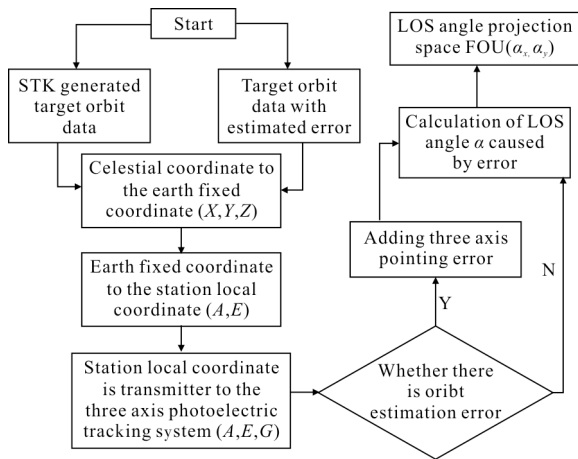 Start
STK generated
target orbit
data
Target orbit
data with
estimated error
Celestial coordinate to
the earth fixed
coordinate (X,Y,Z)
Earth fixed coordinate
to the station local
coordinate (A,E)
Station local coordinate
is transmitter to the
three axis photoelectric
tracking system (A,E,G)
Whether there
is oribt
estimation error
Y
N
Adding three axis
pointing error
Calculation of LOS
angle α caused
by error
LOS angle projection
space FOU(αx, αy)